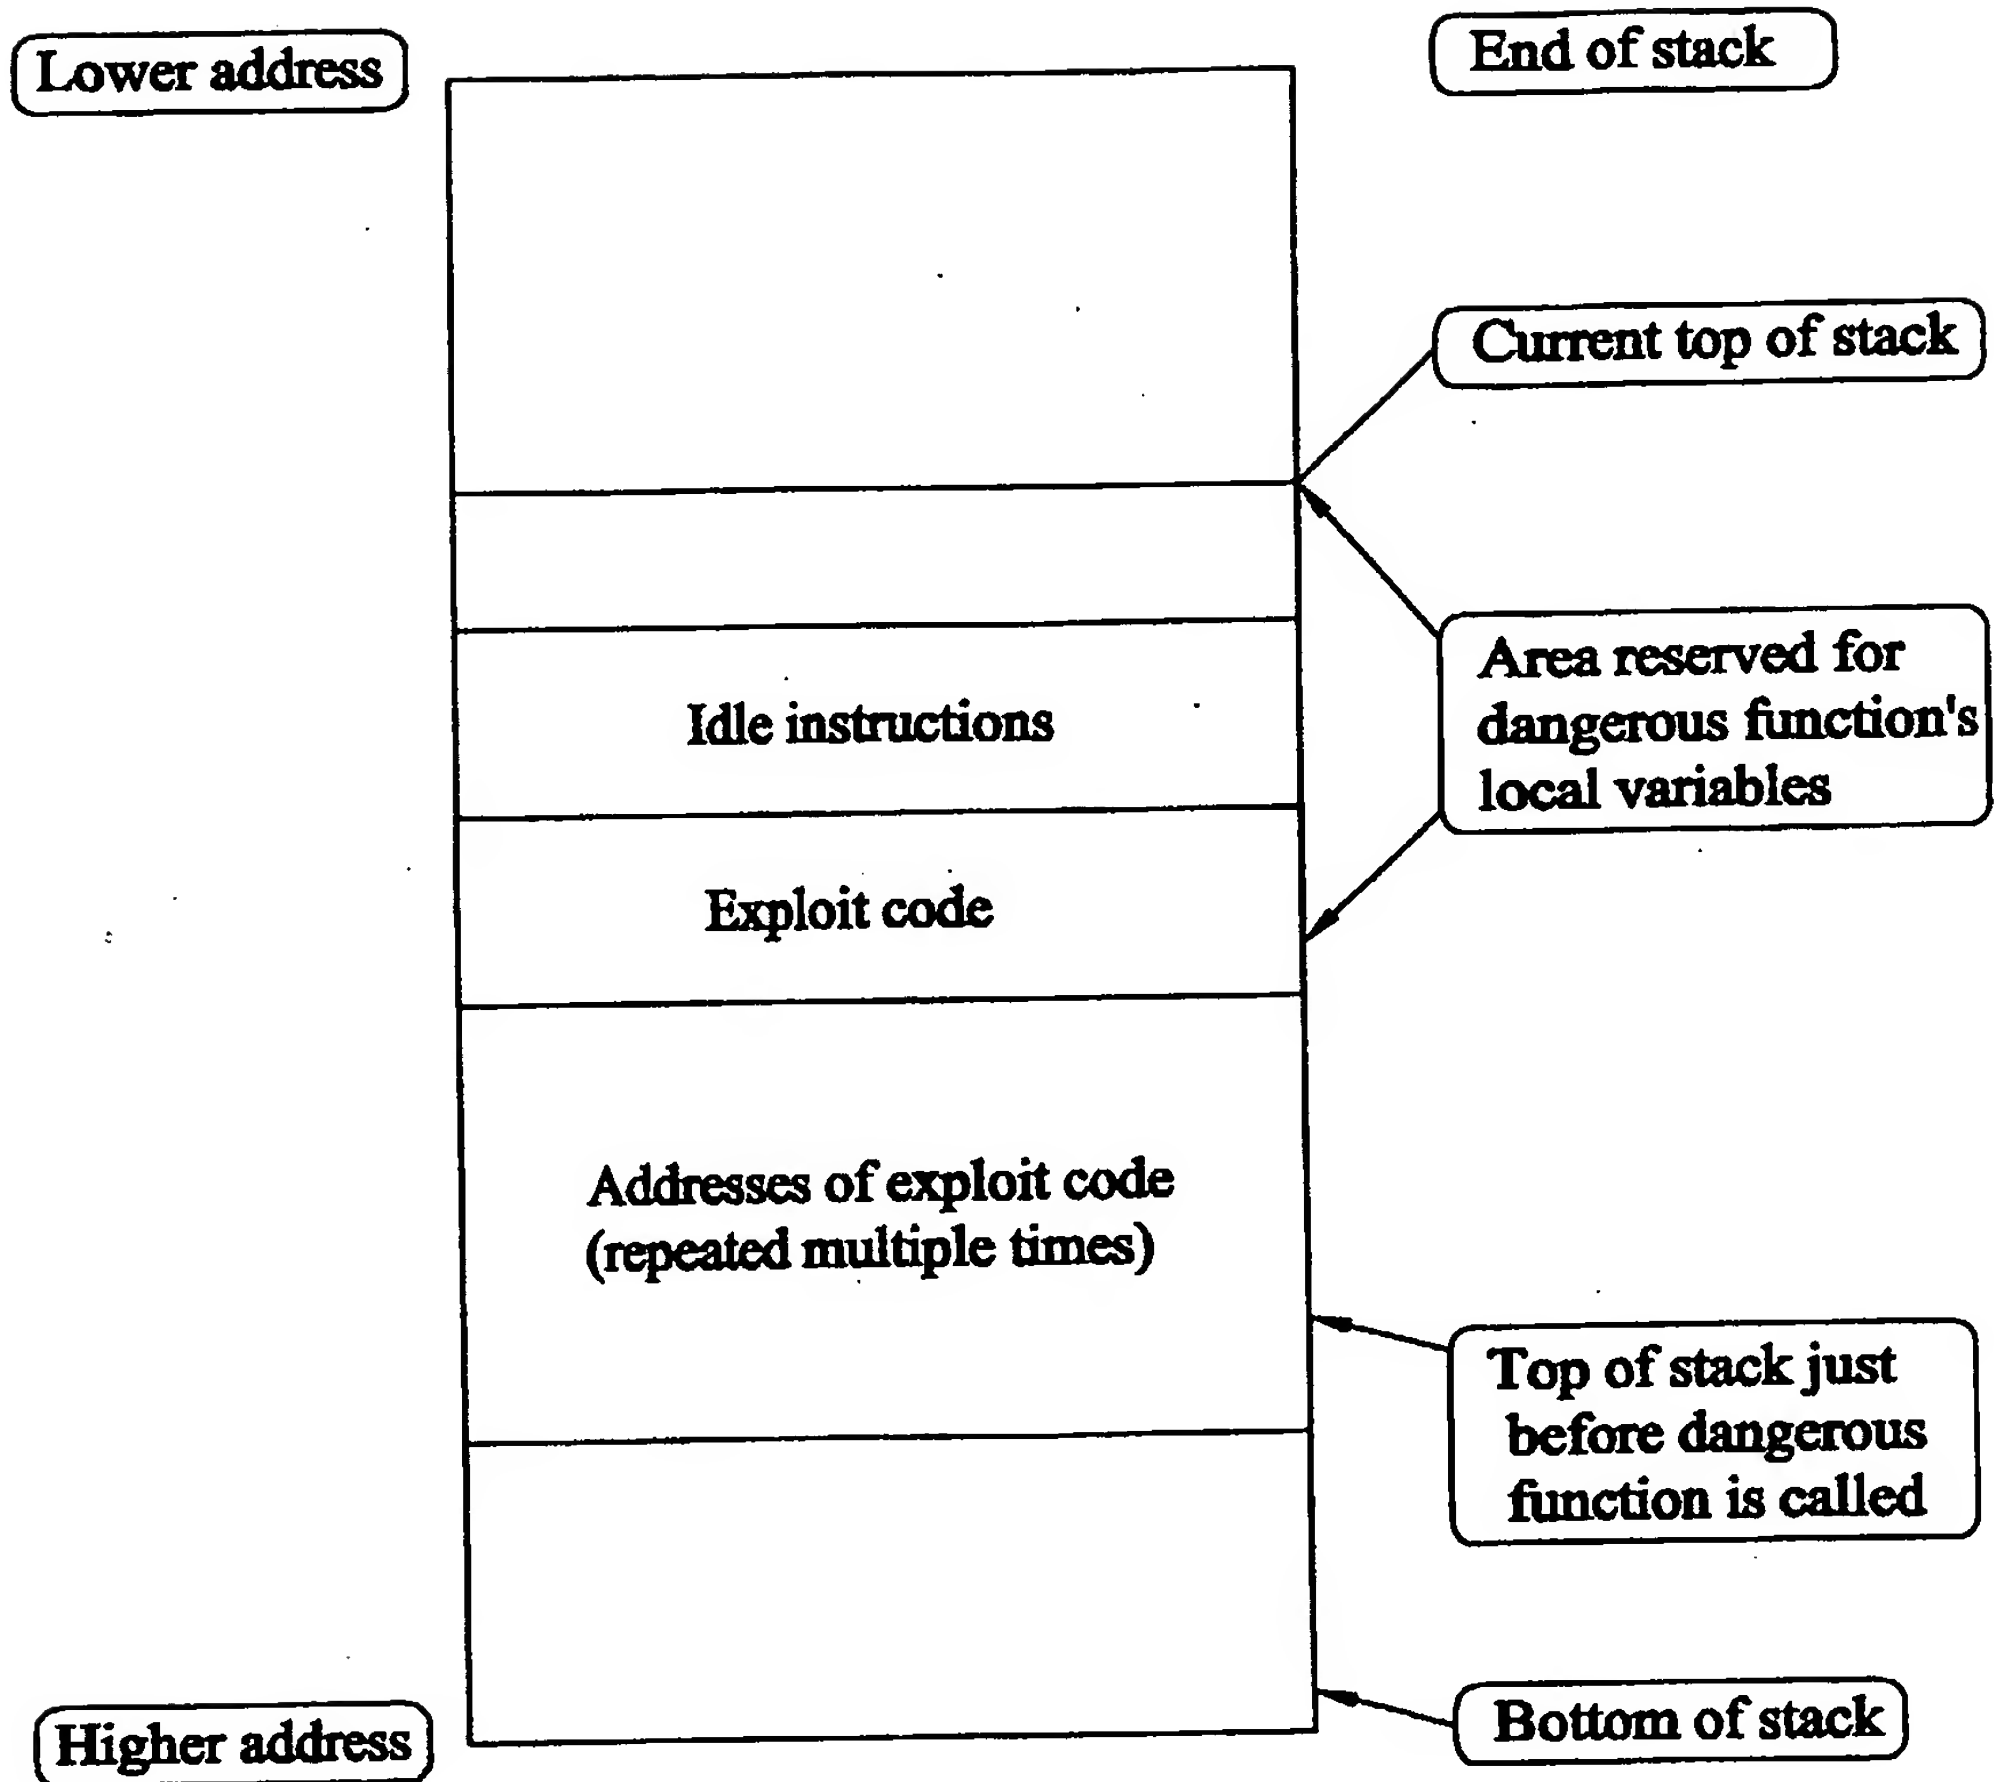 Lower address
End of stack
Current top of stack
Area reserved for
dangerous function's
local variables
Idle instructions
Exploit code
Addresses of exploit code
(repeated multiple times)
Top of stack just
before dangerous
function is called
Bottom of stack
Higher address